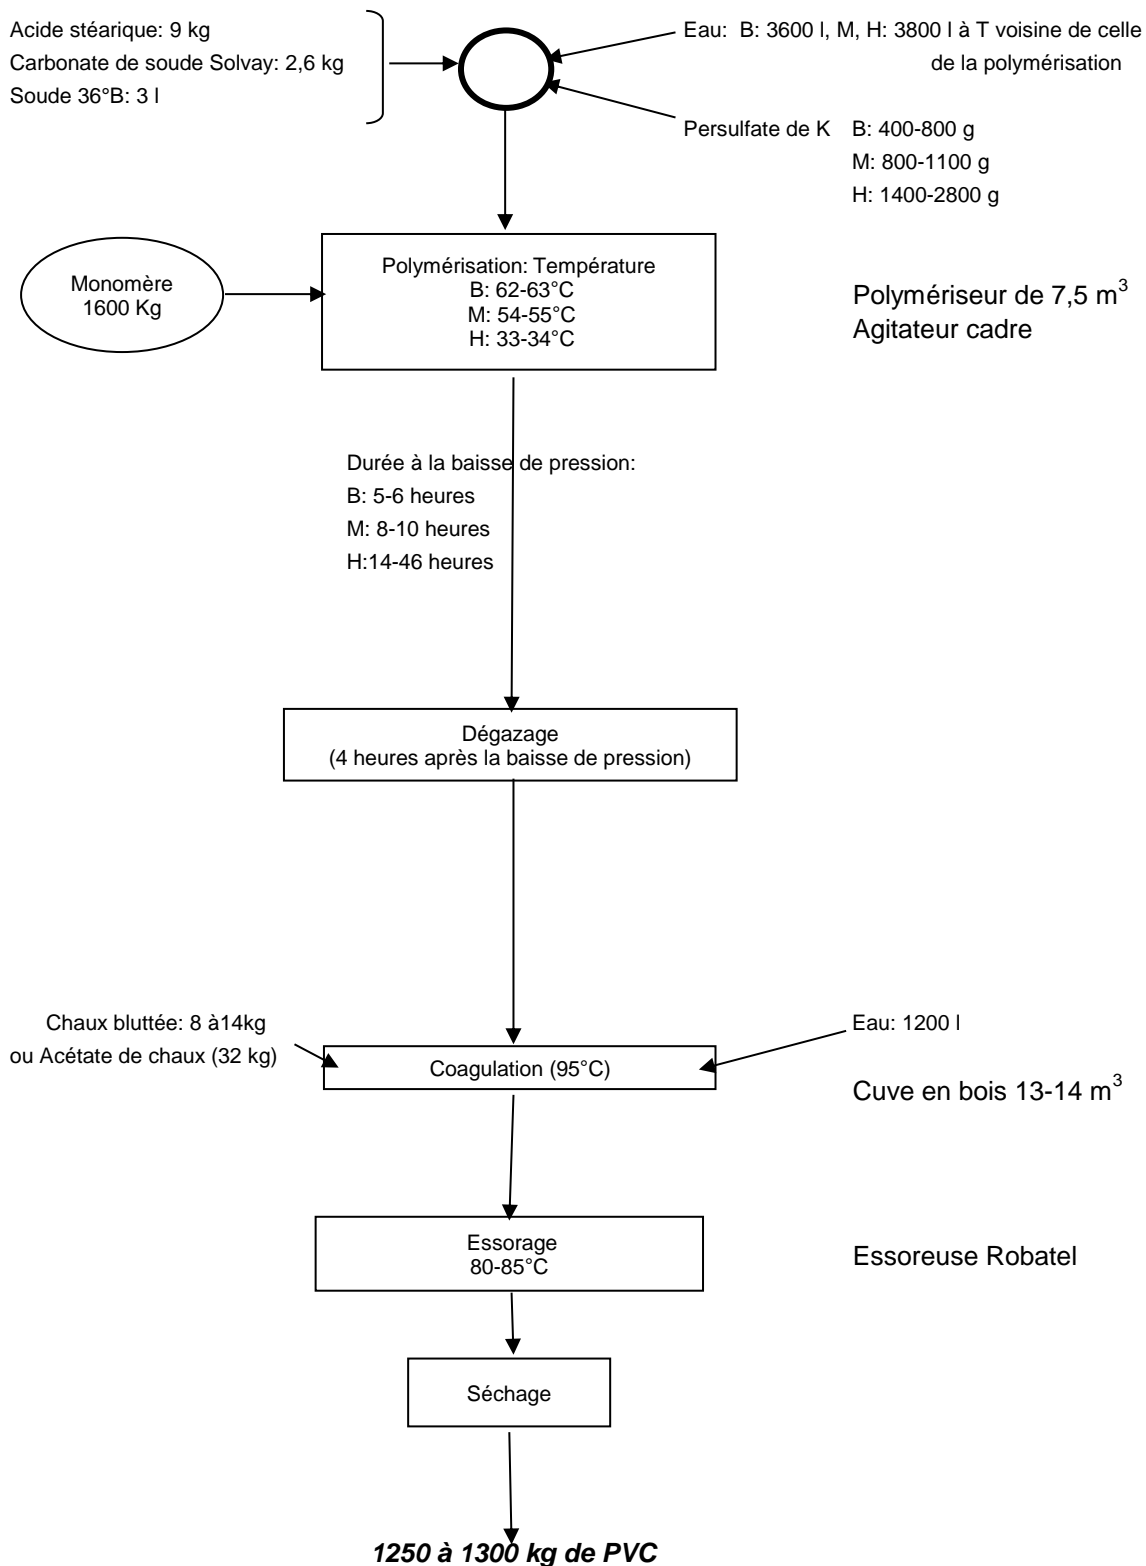 Acide stéarique: 9 kg
Carbonate de soude Solvay: 2,6 kg
Soude 36°B: 3 l
Eau: B: 3600 l, M, H: 3800 l à T voisine de celle
de la polymérisation
Persulfate de K B: 400-800 g
M: 800-1100 g
H: 1400-2800 g
Monomère
1600 Kg
Polymérisation: Température
B: 62-63°C
M: 54-55°C
H: 33-34°C
Polymériseur de 7,5 m³
Agitateur cadre
Durée à la baisse de pression:
B: 5-6 heures
M: 8-10 heures
H:14-46 heures
Dégazage
(4 heures après la baisse de pression)
Chaux bluttée: 8 à14kg
ou Acétate de chaux (32 kg)
Eau: 1200 l
Coagulation (95°C)
Cuve en bois 13-14 m³
Essorage
80-85°C
Essoreuse Robatel
Séchage
1250 à 1300 kg de PVC